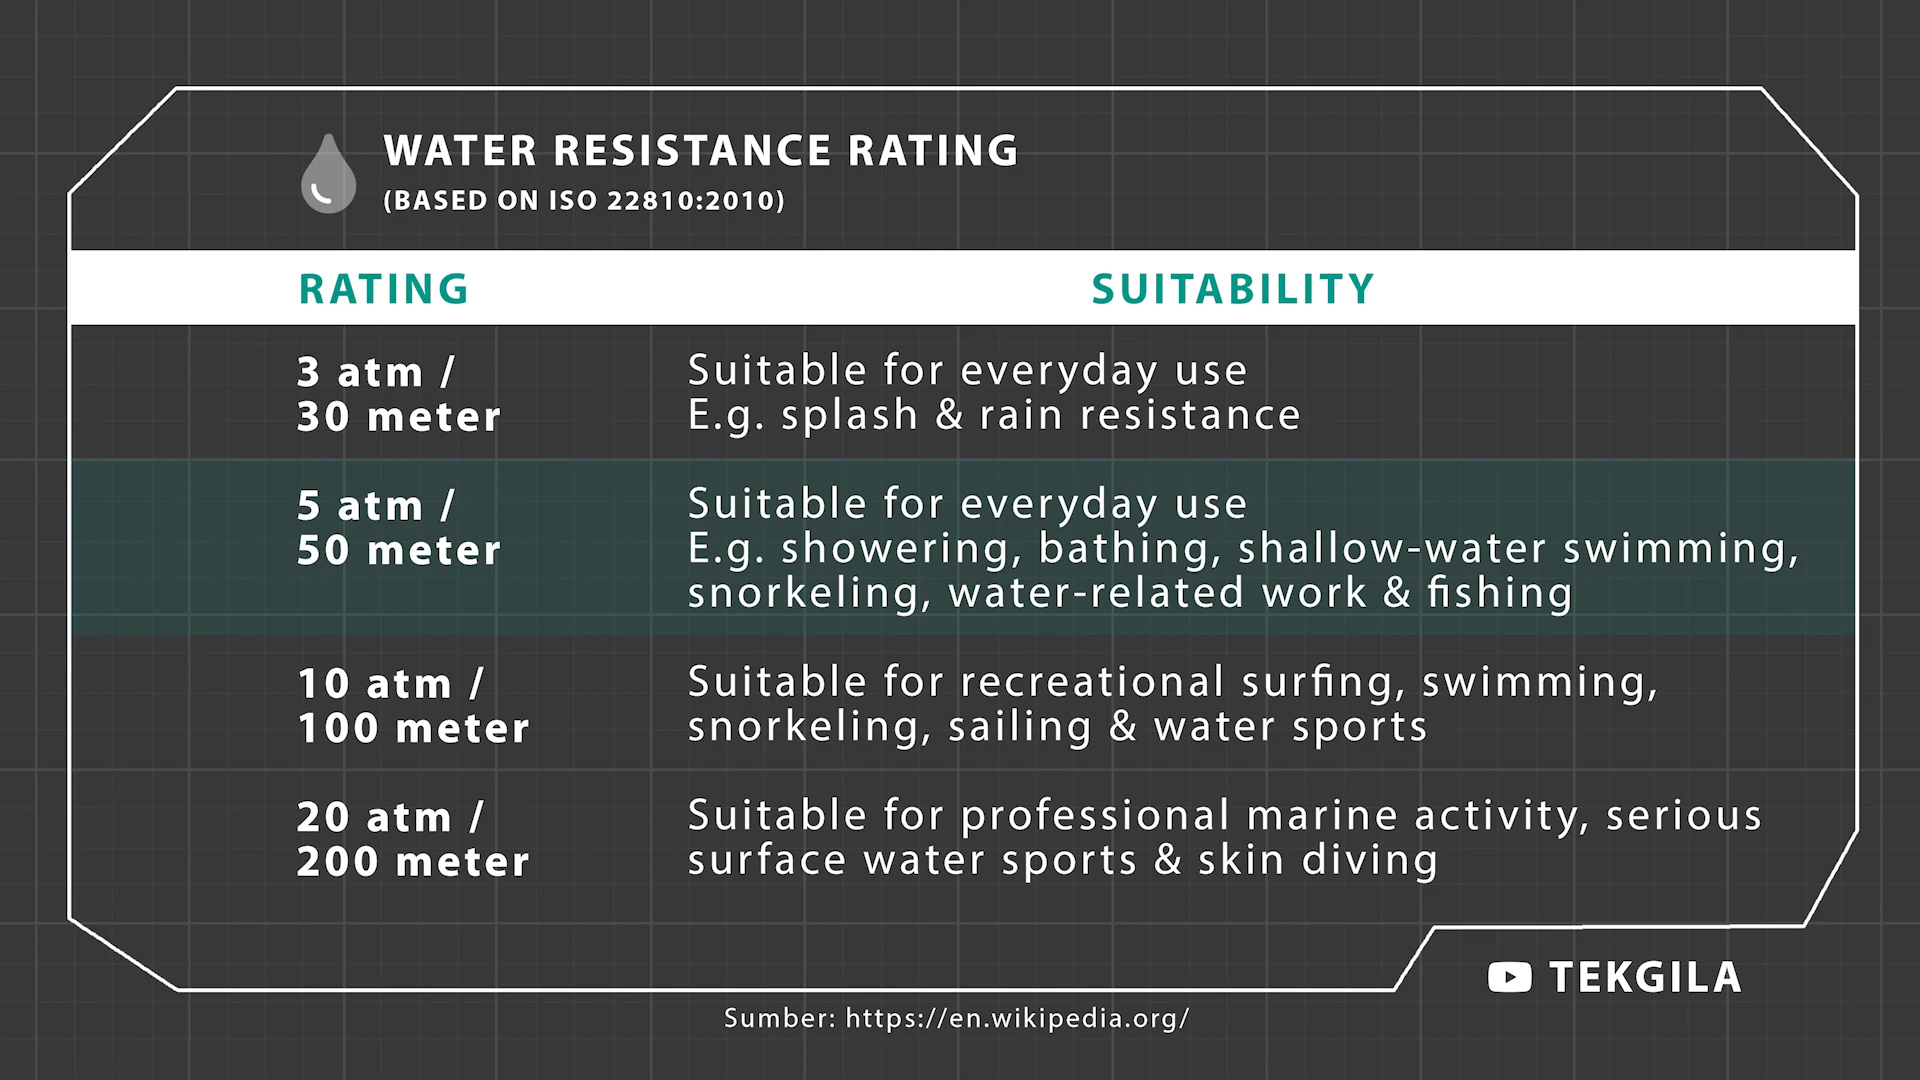 WATER RESISTANCE RATING
(BASED ON ISO 22810:2010)
RATING SUITABILITY
3 atm / Suitable for everyday use
30 meter E.g. splash & rain resistance
5 atm / Suitable for everyday use
50 meter E.g. showering, bathing, shallow-water swimming,
snorkeling, water-related work & fishing
10 atm / Suitable for recreational surfing, swimming,
100 meter snorkeling, sailing & water sports
20 atm / Suitable for professional marine activity, serious
200 meter surface water sports & skin diving
TEKGILA
Sumber: https://en.wikipedia.org/